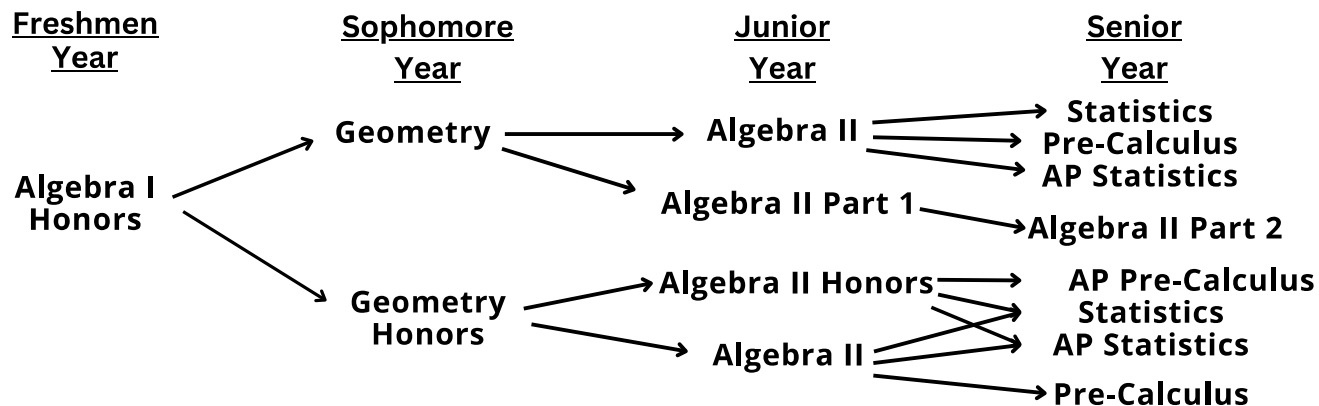 Freshmen
Year
Sophomore
Year
Junior
Year
Senior
Year
Algebra I
Honors
Geometry
Geometry
Honors
Algebra II
Algebra II Part 1
Algebra II Honors
Algebra II
Statistics
Pre-Calculus
AP Statistics
Algebra II Part 2
AP Pre-Calculus
Statistics
AP Statistics
Pre-Calculus